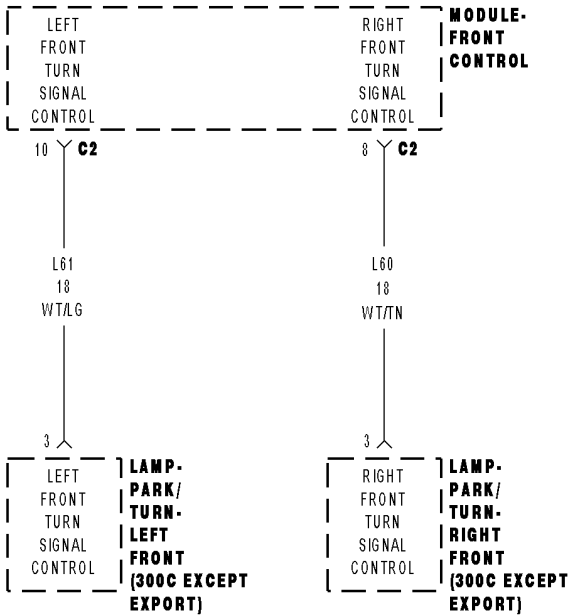 LEFT
FRONT
TURN
SIGNAL
CONTROL
RIGHT
FRONT
TURN
SIGNAL
CONTROL
MODULE-
FRONT
CONTROL
10 C2
8 C2
L61
18
WT/LG
L60
18
WT/TN
3
3
LEFT
FRONT
TURN
SIGNAL
CONTROL
LAMP-
PARK/
TURN-
LEFT
FRONT
(300C EXCEPT
EXPORT)
RIGHT
FRONT
TURN
SIGNAL
CONTROL
LAMP-
PARK/
TURN-
RIGHT
FRONT
(300C EXCEPT
EXPORT)